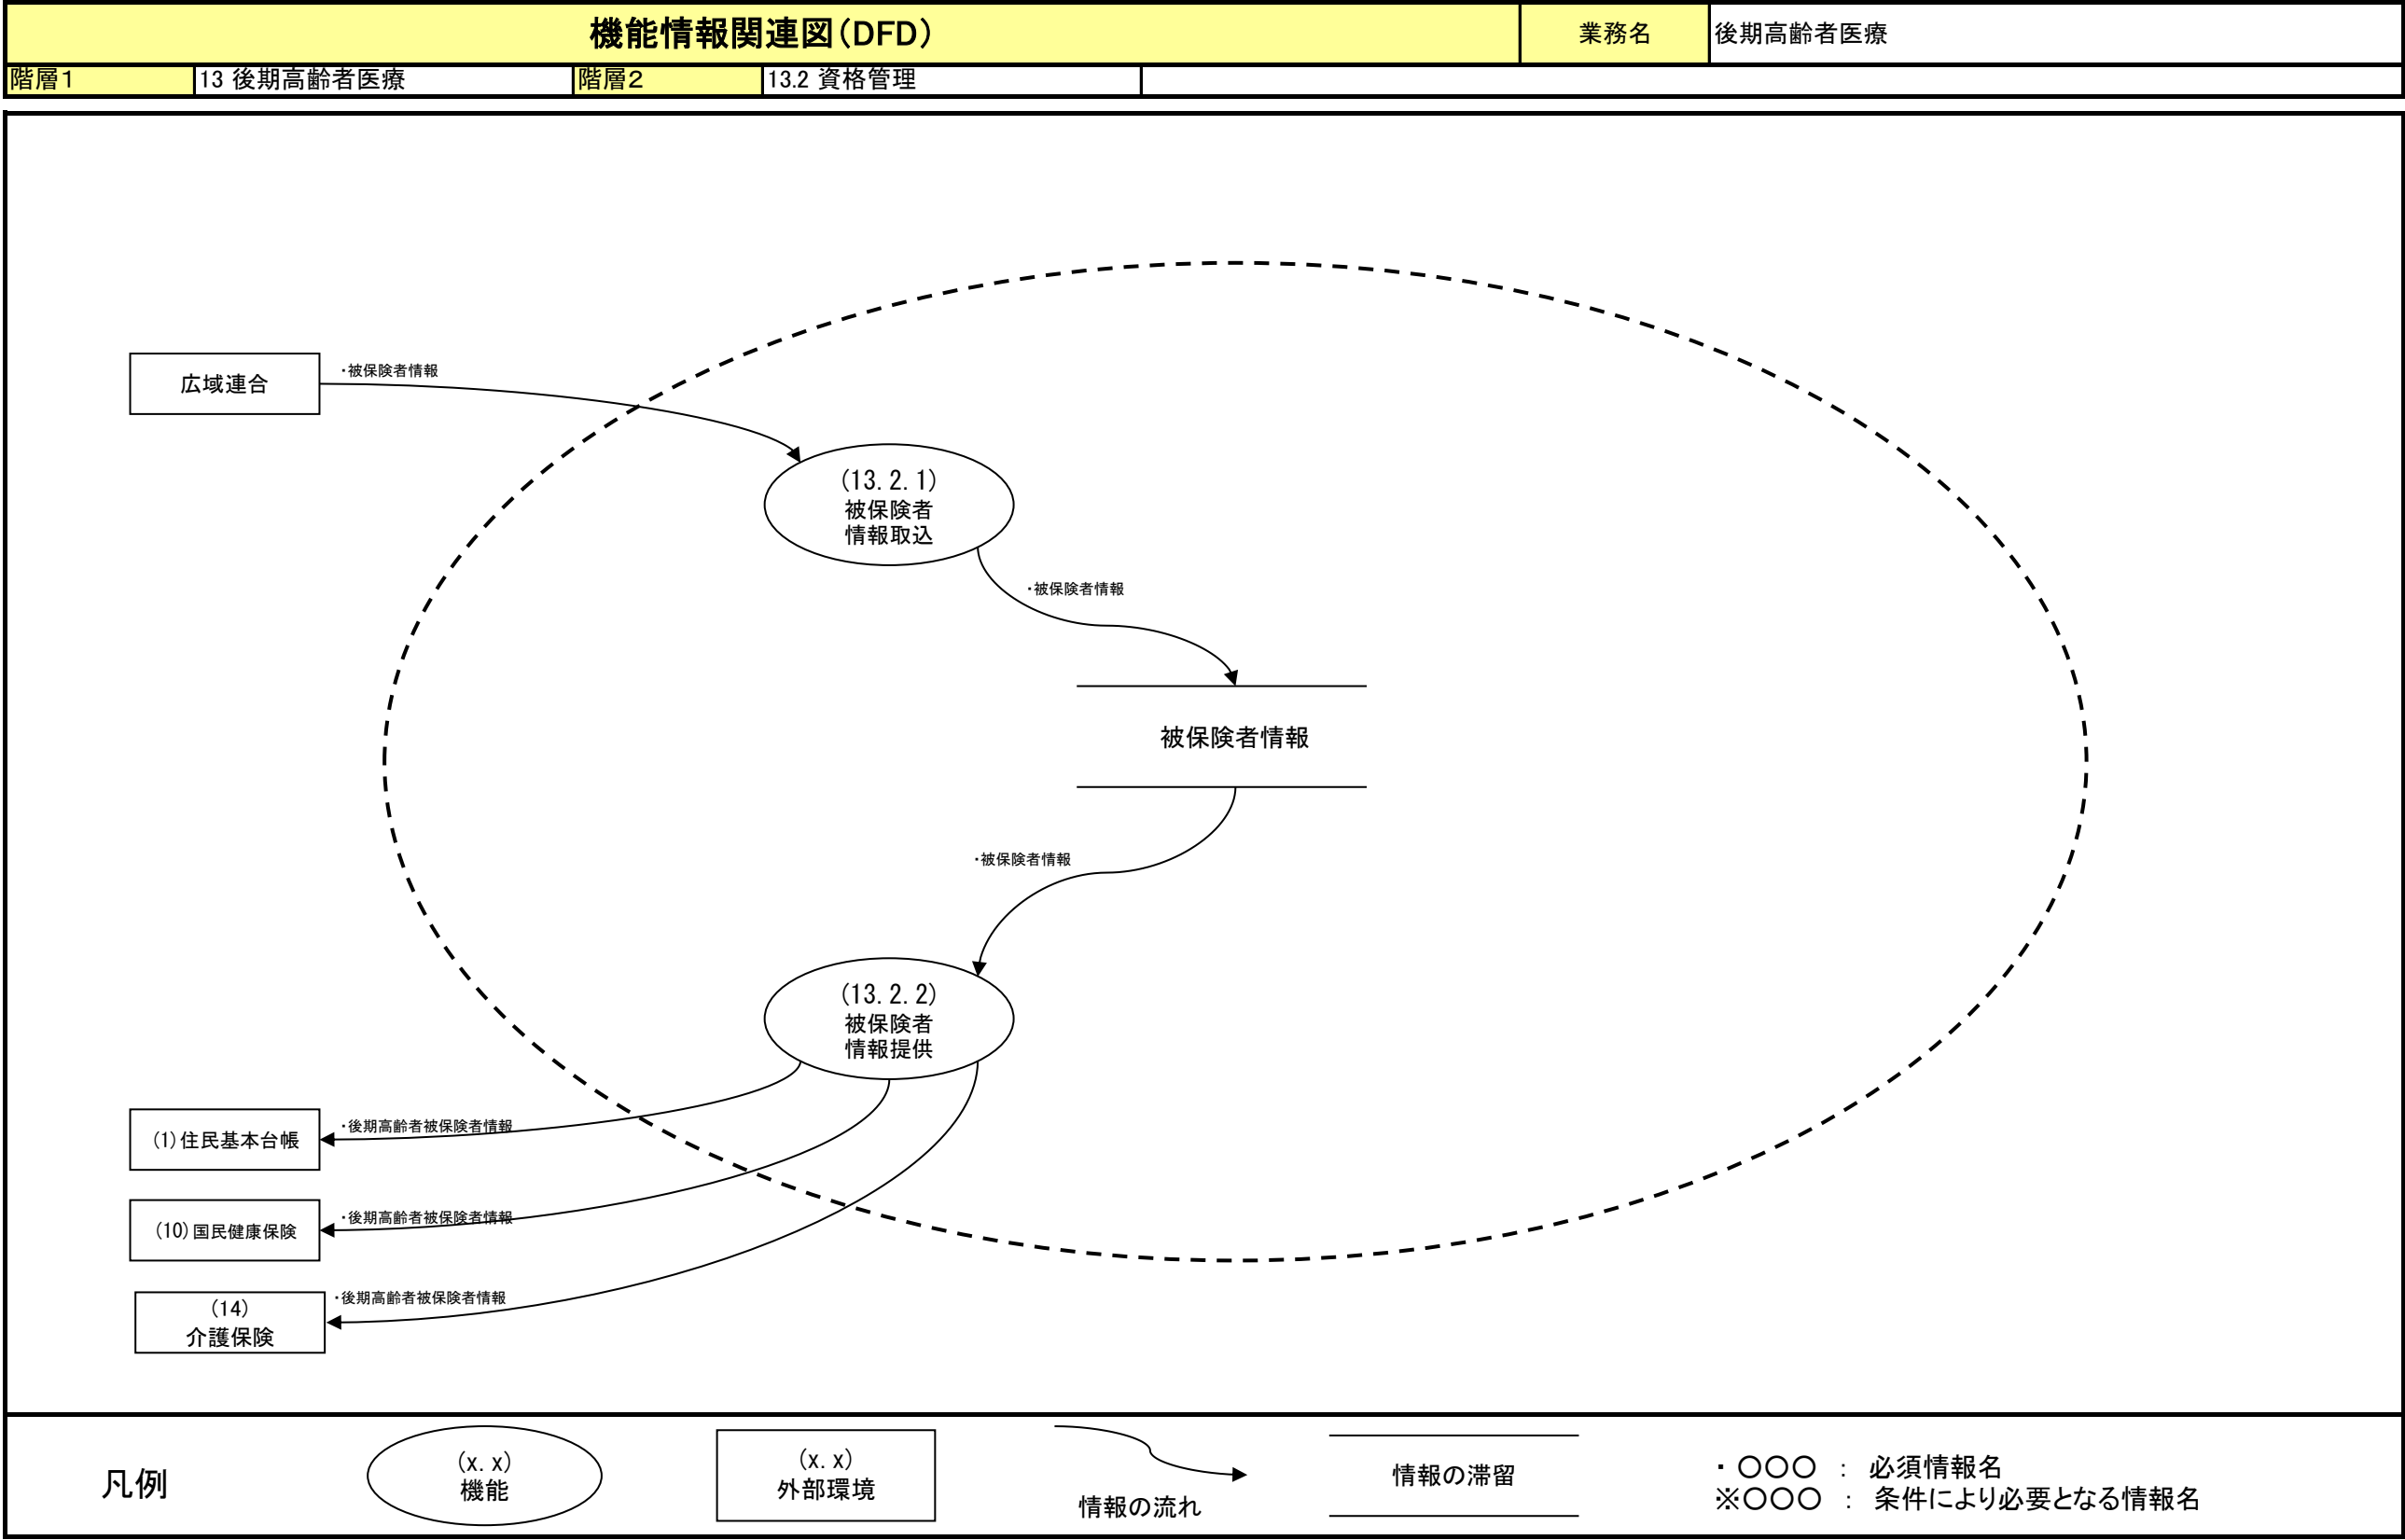 機能情報関連図（DFD）
業務名
後期高齢者医療
階層１
13 後期高齢者医療
階層２
13.2 資格管理
広域連合
・被保険者情報
(13.2.1)
被保険者
情報取込
・被保険者情報
被保険者情報
・被保険者情報
(13.2.2)
被保険者
情報提供
(1)住民基本台帳
・後期高齢者被保険者情報
(10)国民健康保険
・後期高齢者被保険者情報
(14)
介護保険
・後期高齢者被保険者情報
凡例
(x.x)
機能
(x.x)
外部環境
情報の流れ
情報の滞留
・ 〇〇〇 ： 必須情報名
※〇〇〇 ： 条件により必要となる情報名